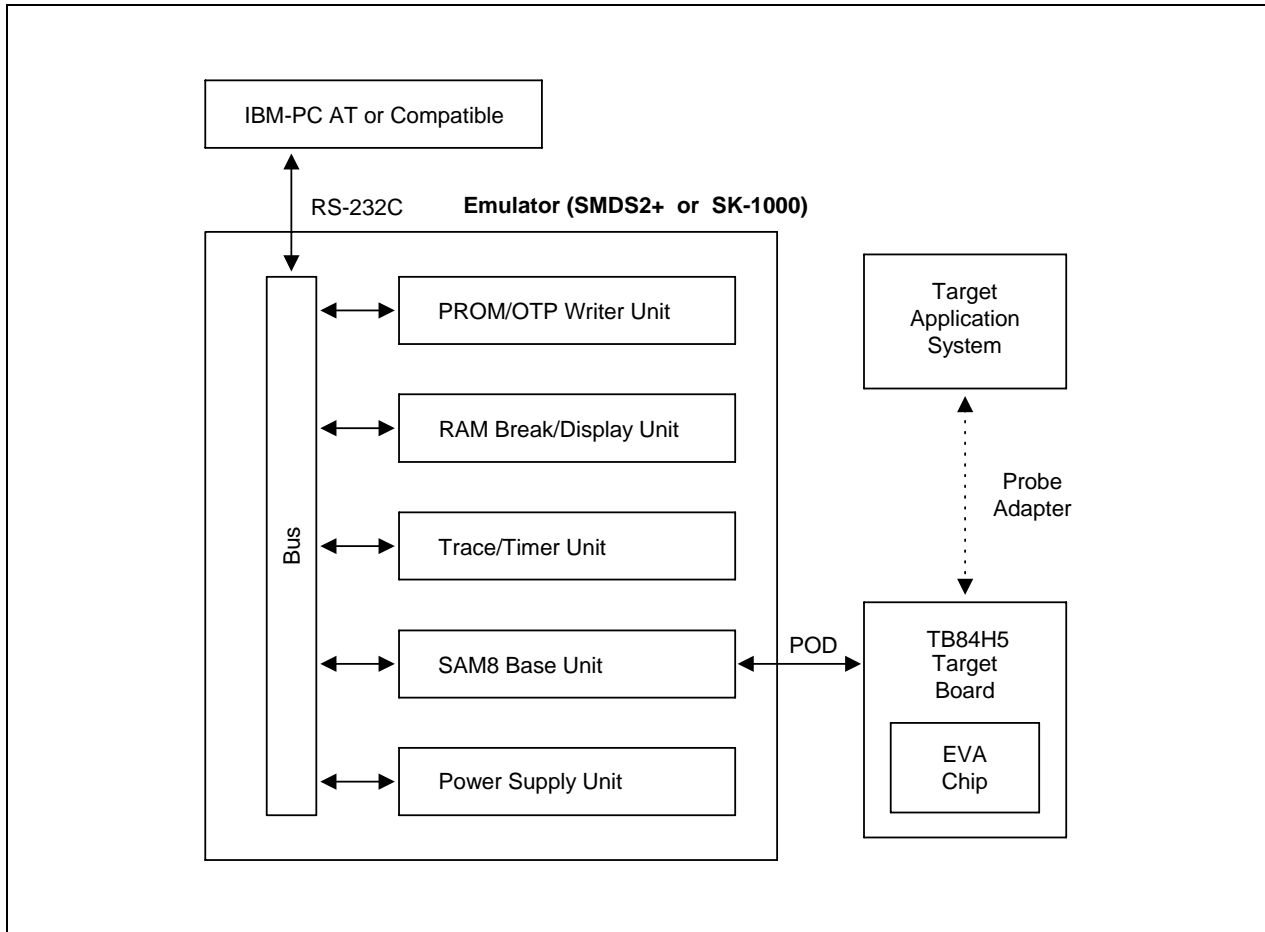 IBM-PC AT or Compatible
RS-232C
Emulator (SMDS2+ or SK-1000)
Bus
PROM/OTP Writer Unit
RAM Break/Display Unit
Trace/Timer Unit
SAM8 Base Unit
Power Supply Unit
POD
Target
Application
System
Probe
Adapter
TB84H5
Target
Board
EVA
Chip